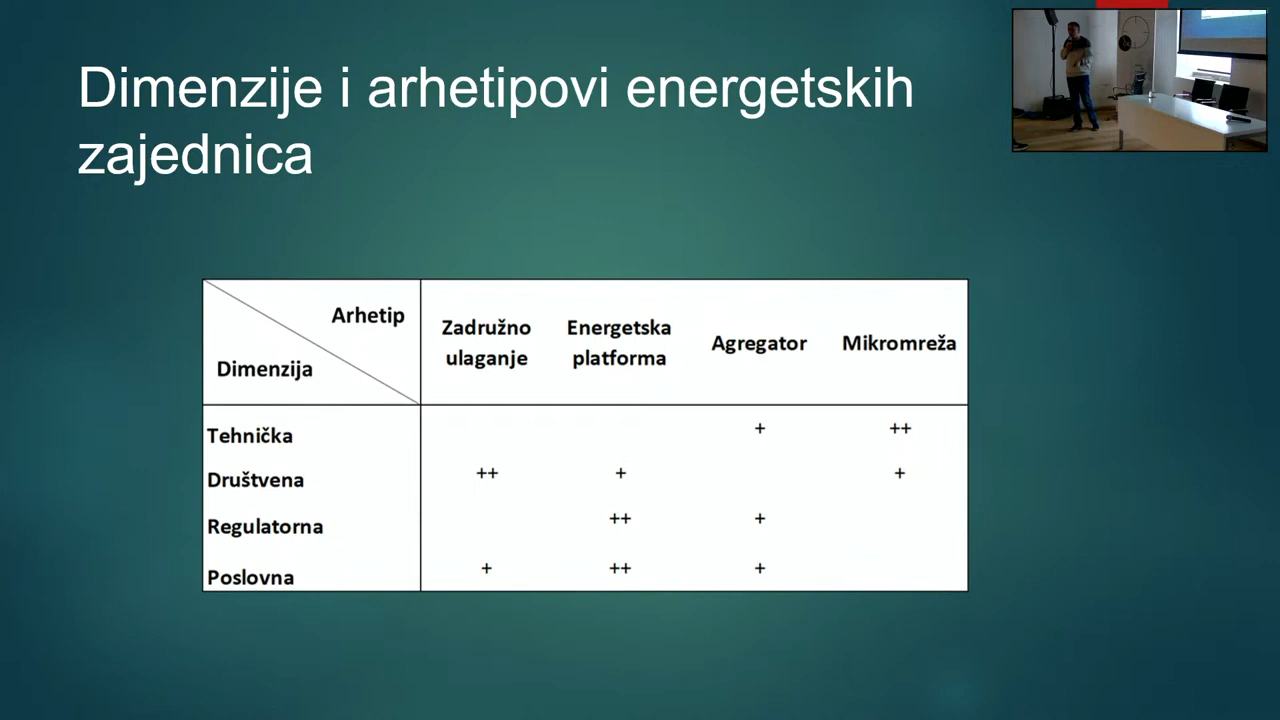 Dimenzije i arhetipovi energetskih
zajednica
Arhetip
Dimenzija
Zadružno
ulaganje
Energetska
platforma
Agregator
Mikromreža
Tehnička + ++
Društvena ++ + +
Regulatorna ++ +
Poslovna + ++ +